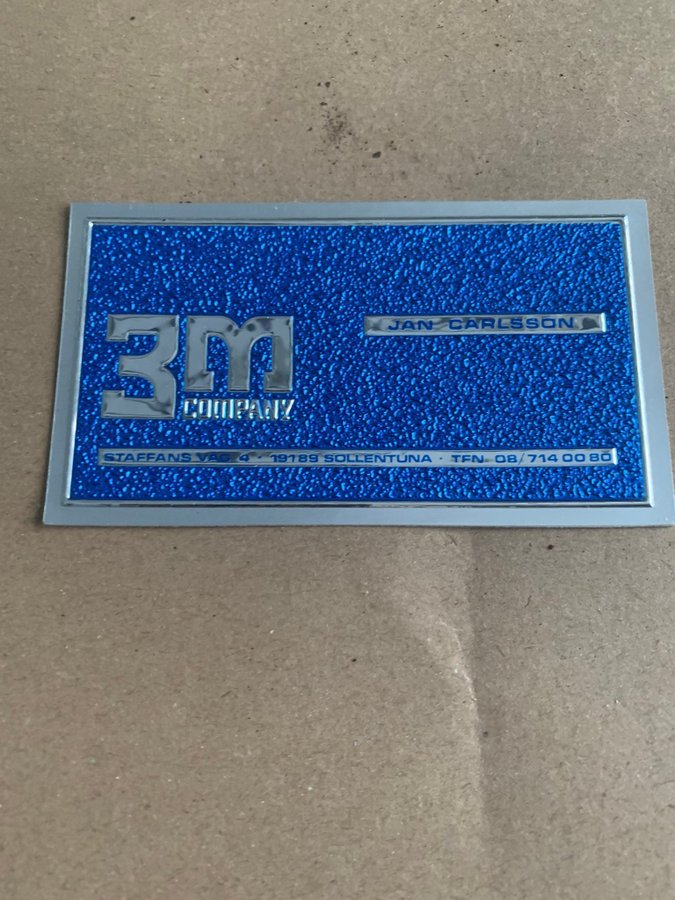 3M
COMPANY
JAN CARLSSON
STAFFANS VÄG 4 · 19189 SOLLENTUNA · TFN. 08/714 00 80